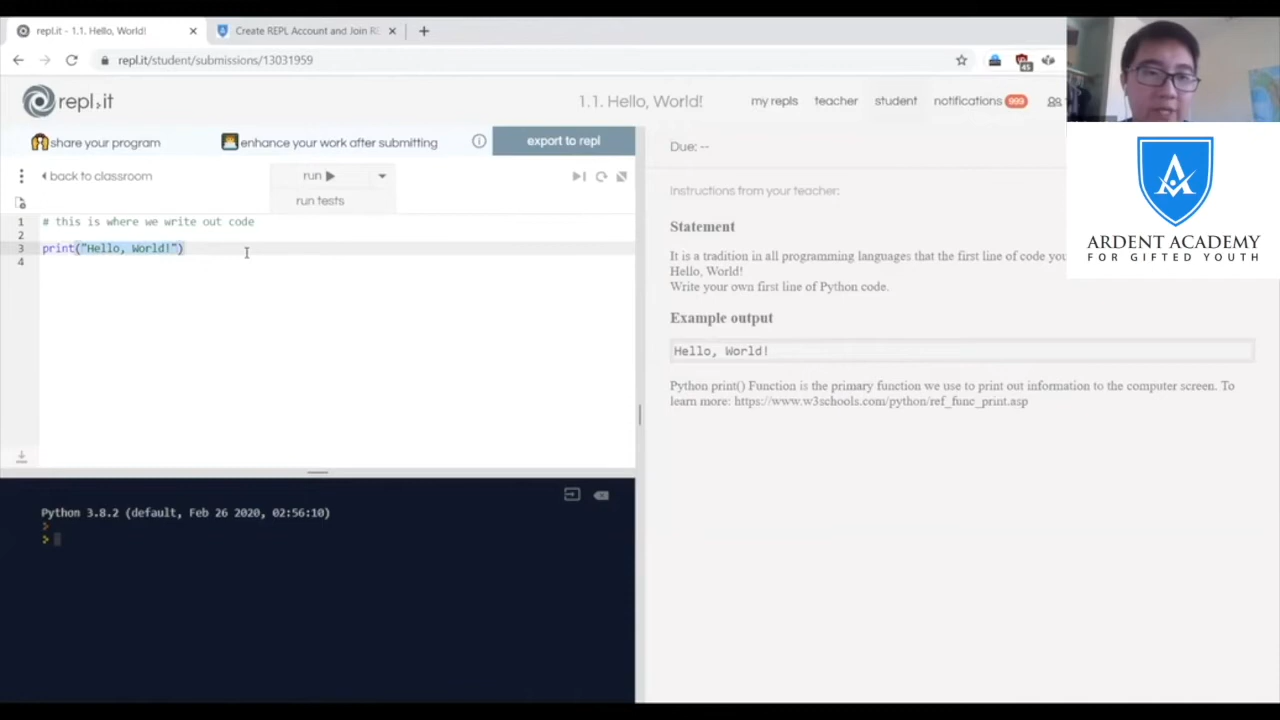 repl.it - 1.1. Hello, World!
Create REPL Account and Join RE
repl.it/student/submissions/13031959
45
repl.it
1.1. Hello, World!
my repls
teacher
student
notifications 999
share your program
enhance your work after submitting
export to repl
Due: --
back to classroom
run
run tests
Instructions from your teacher:
1 # this is where we write out code
2
3 print("Hello, World!")
4
Statement
It is a tradition in all programming languages that the first line of code you
Hello, World!
Write your own first line of Python code.
Example output
Hello, World!
Python print() Function is the primary function we use to print out information to the computer screen. To
learn more: https://www.w3schools.com/python/ref_func_print.asp
Python 3.8.2 (default, Feb 26 2020, 02:56:10)
>
>
ARDENT ACADEMY
FOR GIFTED YOUTH